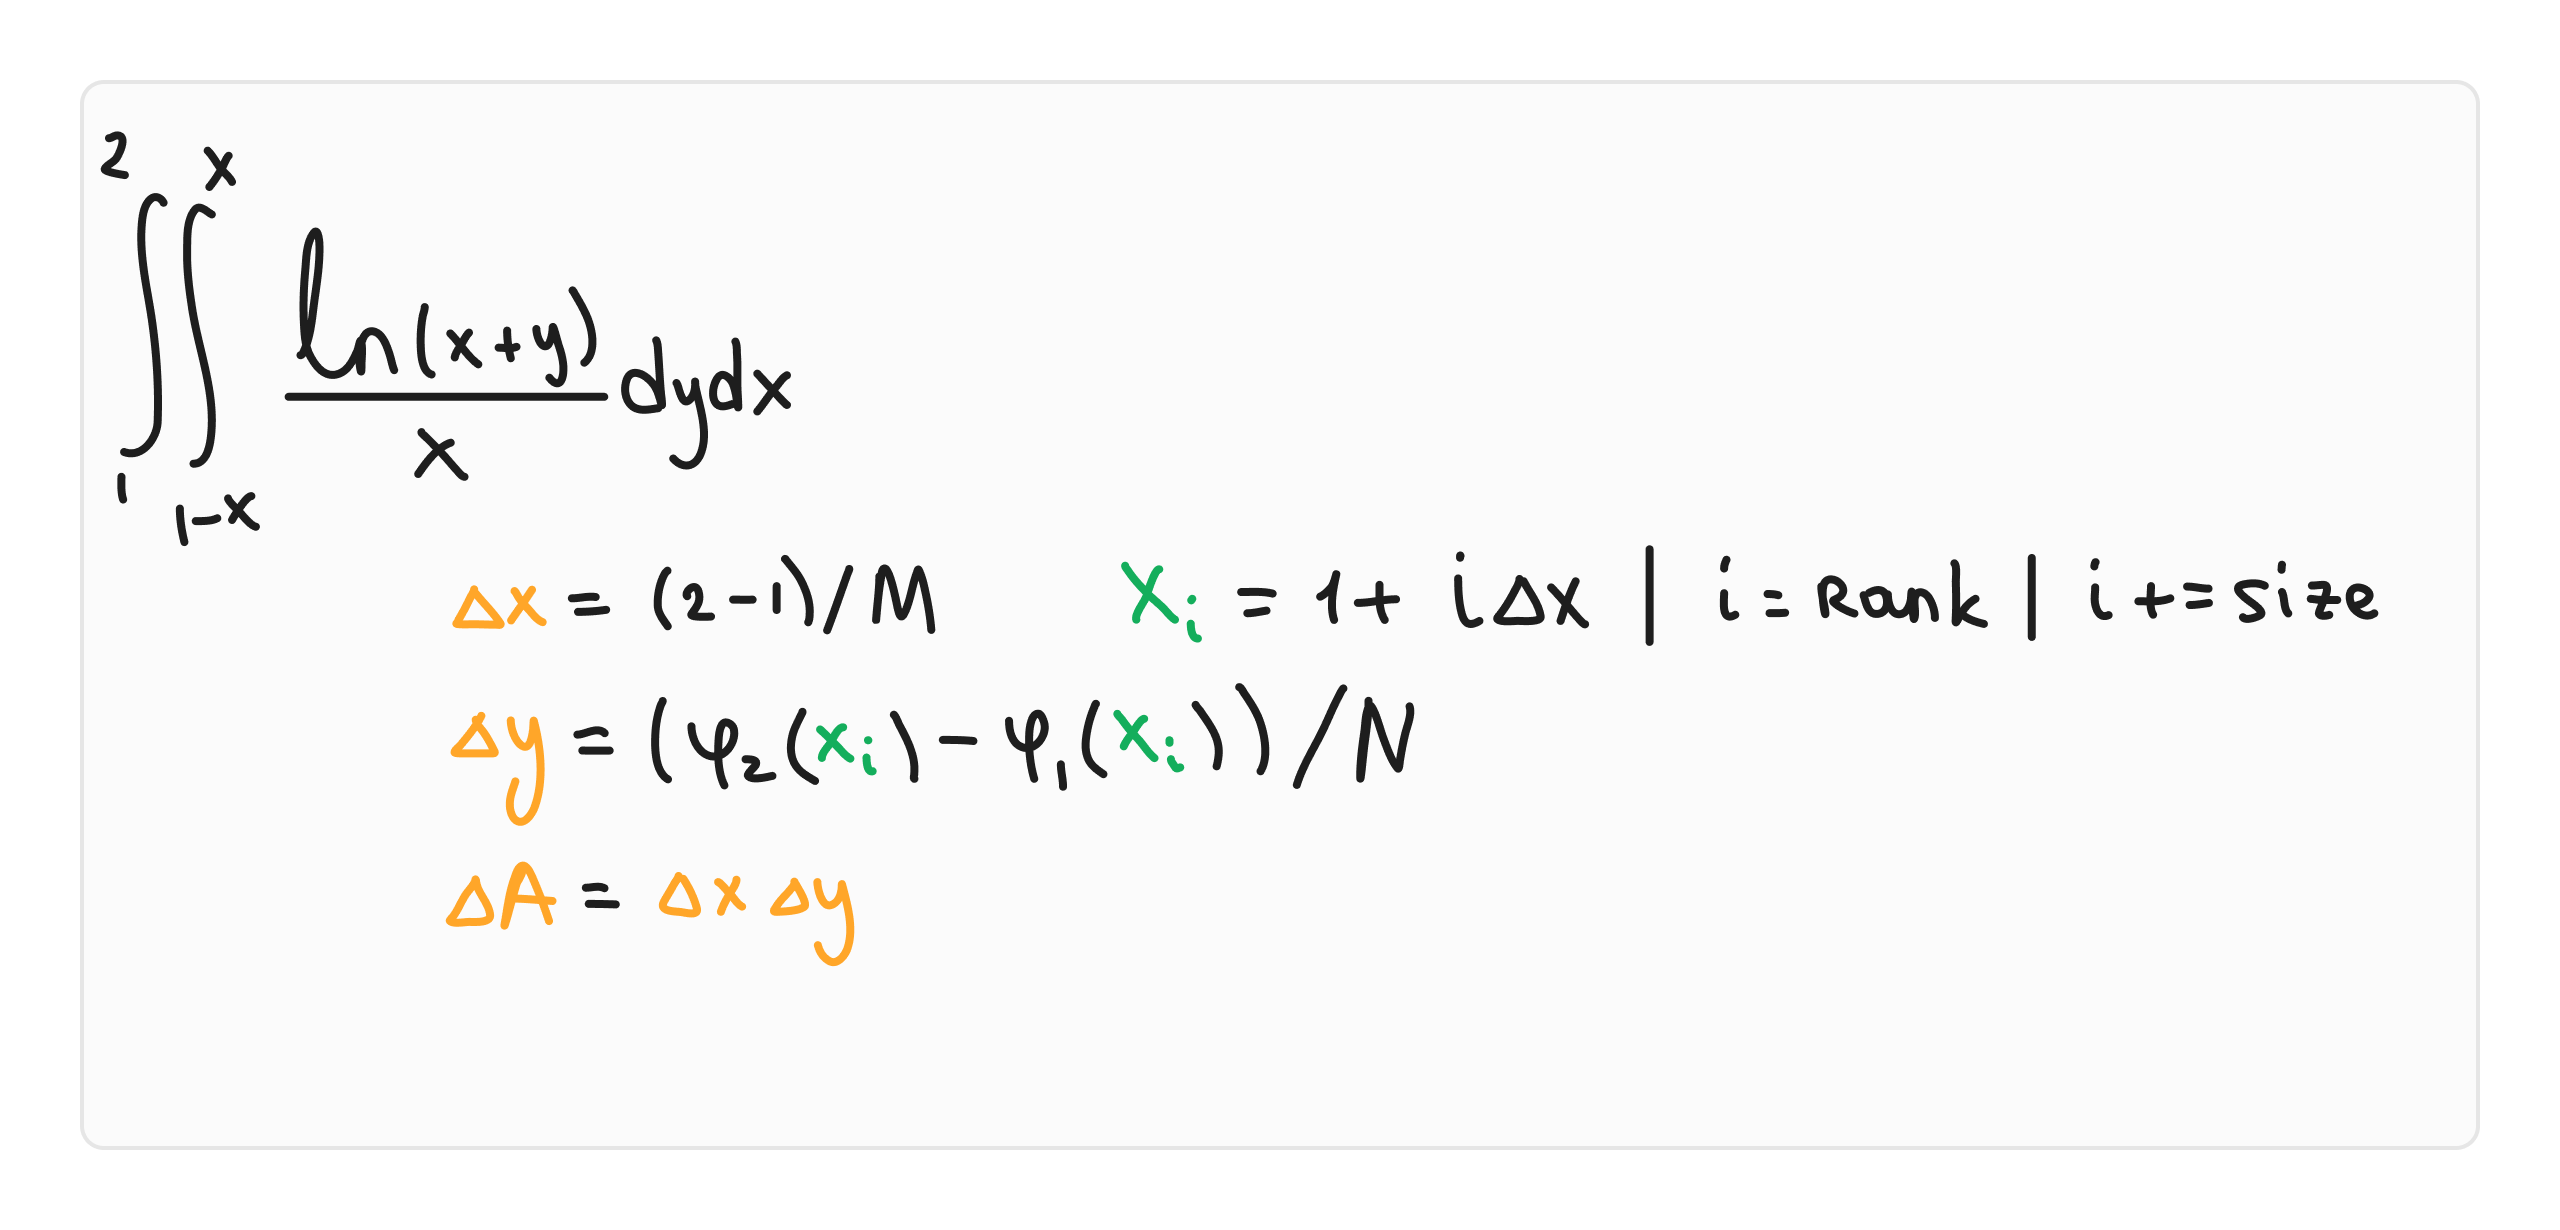 ∫₁² ∫₁₋ₓˣ ln(x+y)/x dydx
Δx = (2-1)/M    Xᵢ = 1 + iΔx | i = Rank | i += size
Δy = (φ₂(xᵢ) - φ₁(xᵢ))/N
ΔA = Δx Δy